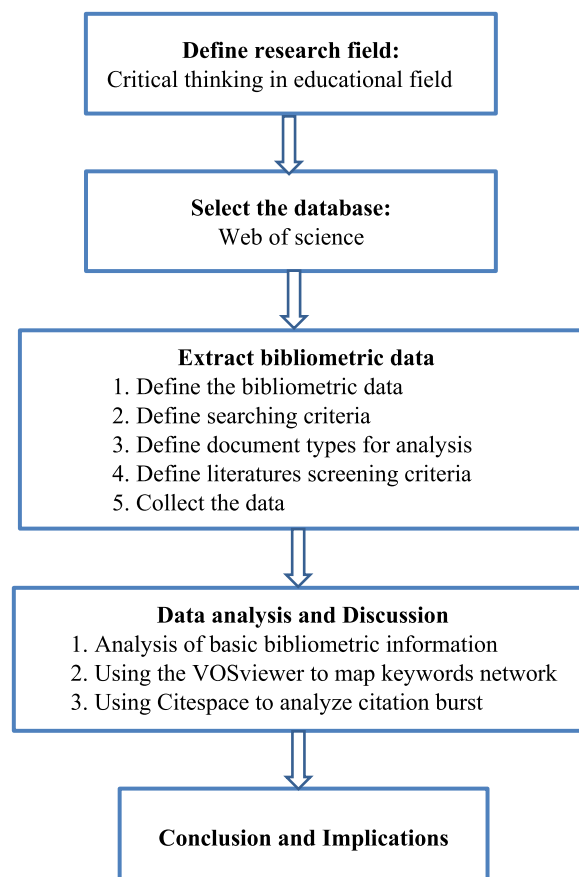 Define research field:
Critical thinking in educational field
Select the database:
Web of science
Extract bibliometric data
1. Define the bibliometric data
2. Define searching criteria
3. Define document types for analysis
4. Define literatures screening criteria
5. Collect the data
Data analysis and Discussion
1. Analysis of basic bibliometric information
2. Using the VOSviewer to map keywords network
3. Using Citespace to analyze citation burst
Conclusion and Implications